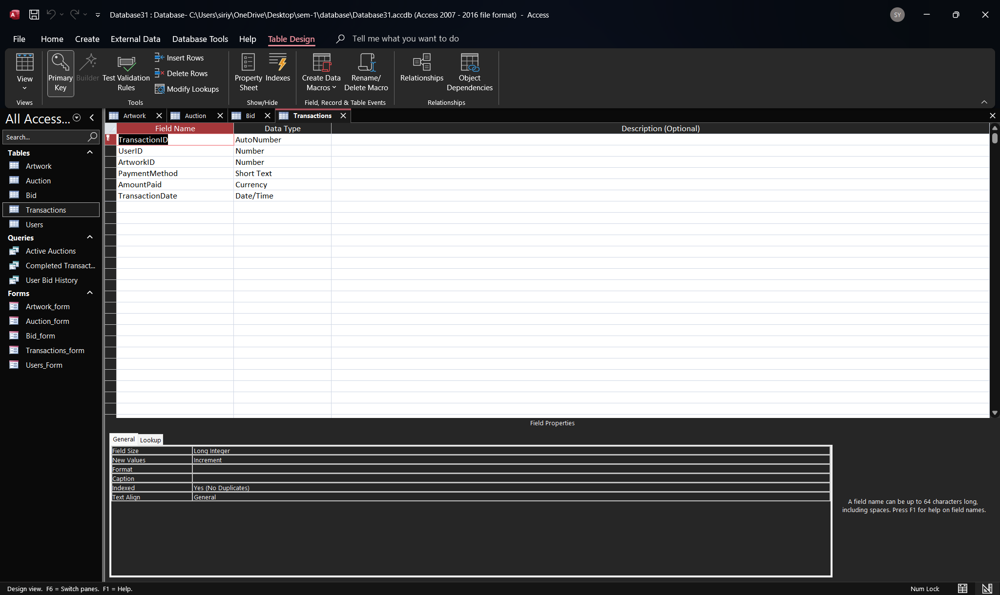 Database31 : Database- C:\Users\siriy\OneDrive\Desktop\sem-1\database\Database31.accdb (Access 2007 - 2016 file format) - Access
SY
File Home Create External Data Database Tools Help Table Design Tell me what you want to do
View
Primary Key
Builder
Test Validation Rules
Insert Rows
Delete Rows
Modify Lookups
Property Sheet
Indexes
Create Data Macros
Rename/ Delete Macro
Relationships
Object Dependencies
Views Tools Show/Hide Field, Record & Table Events Relationships
All Access...
Search...
Tables
Artwork
Auction
Bid
Transactions
Users
Queries
Active Auctions
Completed Transact...
User Bid History
Forms
Artwork_form
Auction_form
Bid_form
Transactions_form
Users_Form
Artwork Auction Bid Transactions
Field Name Data Type Description (Optional)
TransactionID AutoNumber
UserID Number
ArtworkID Number
PaymentMethod Short Text
AmountPaid Currency
TransactionDate Date/Time
Field Properties
General Lookup
Field Size Long Integer
New Values Increment
Format
Caption
Indexed Yes (No Duplicates)
Text Align General
A field name can be up to 64 characters long,
including spaces. Press F1 for help on field names.
Design view. F6 = Switch panes. F1 = Help.
Num Lock